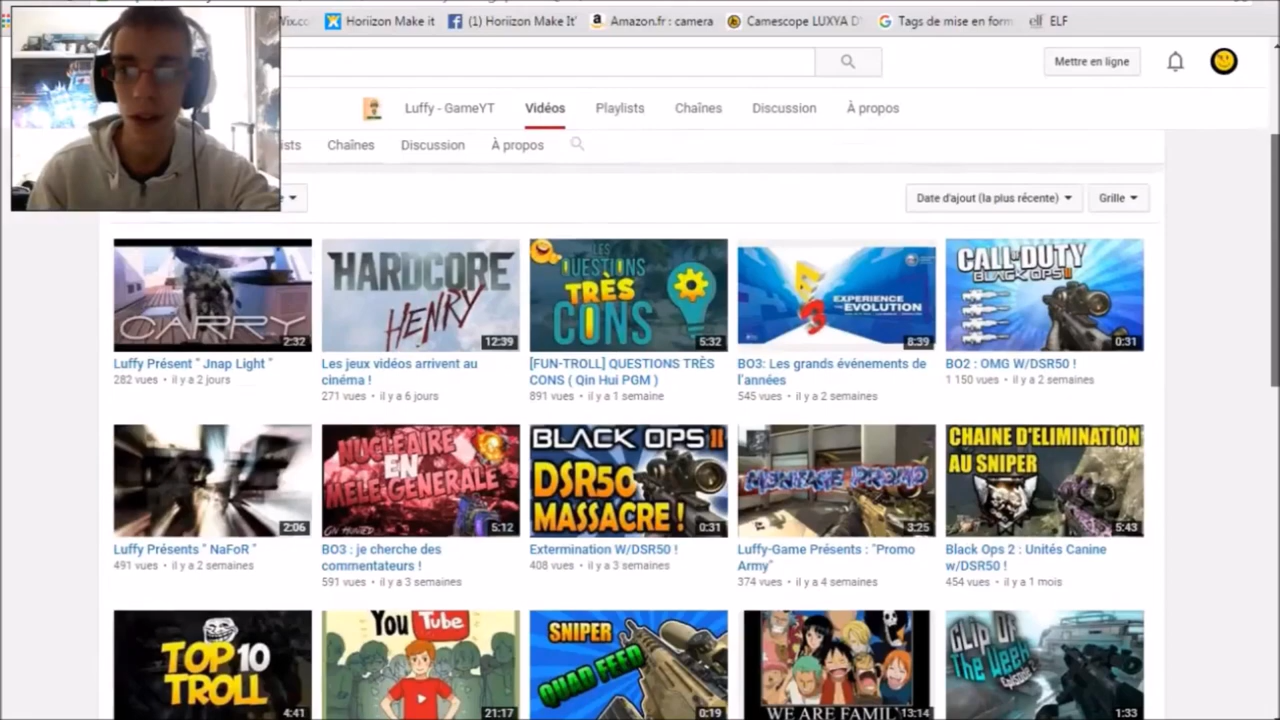 Horiizon Make it
(1) Horiizon Make It'
Amazon.fr : camera
Camescope LUXYA D'
Tags de mise en form
ELF
Mettre en ligne
Luffy - GameYT
Vidéos
Playlists
Chaînes
Discussion
À propos
ists
Chaînes
Discussion
À propos
Date d'ajout (la plus récente)
Grille
CARRY
2:32
HARDCORE
HENRY
12:39
LES
QUESTIONS
TRÈS
CONS
5:32
E3
EXPERIENCE THE
EVOLUTION
8:39
CALL OF DUTY
BLACK OPS II
0:31
Luffy Présent " Jnap Light "
282 vues • il y a 2 jours
Les jeux vidéos arrivent au
cinéma !
271 vues • il y a 6 jours
[FUN-TROLL] QUESTIONS TRÈS
CONS ( Qin Hui PGM )
891 vues • il y a 1 semaine
BO3: Les grands événements de
l'années
545 vues • il y a 2 semaines
BO2 : OMG W/DSR50 !
1 150 vues • il y a 2 semaines
2:06
NUCLÉAIRE
EN
MÊLÉ GÉNÉRALE
5:12
BLACK OPS II
DSR50
MASSACRE !
0:31
MONTAGE PROMO
3:25
CHAINE D'ELIMINATION
AU SNIPER
5:43
Luffy Présents " NaFoR "
491 vues • il y a 2 semaines
BO3 : je cherche des
commentateurs !
591 vues • il y a 3 semaines
Extermination W/DSR50 !
408 vues • il y a 3 semaines
Luffy-Game Présents : "Promo
Army"
374 vues • il y a 4 semaines
Black Ops 2 : Unités Canine
w/DSR50 !
454 vues • il y a 1 mois
TOP 10
TROLL
4:41
You Tube
21:17
SNIPER
QUAD FEED
0:19
WE ARE FAMIL
13:14
CLIP OF
The Week
1:33